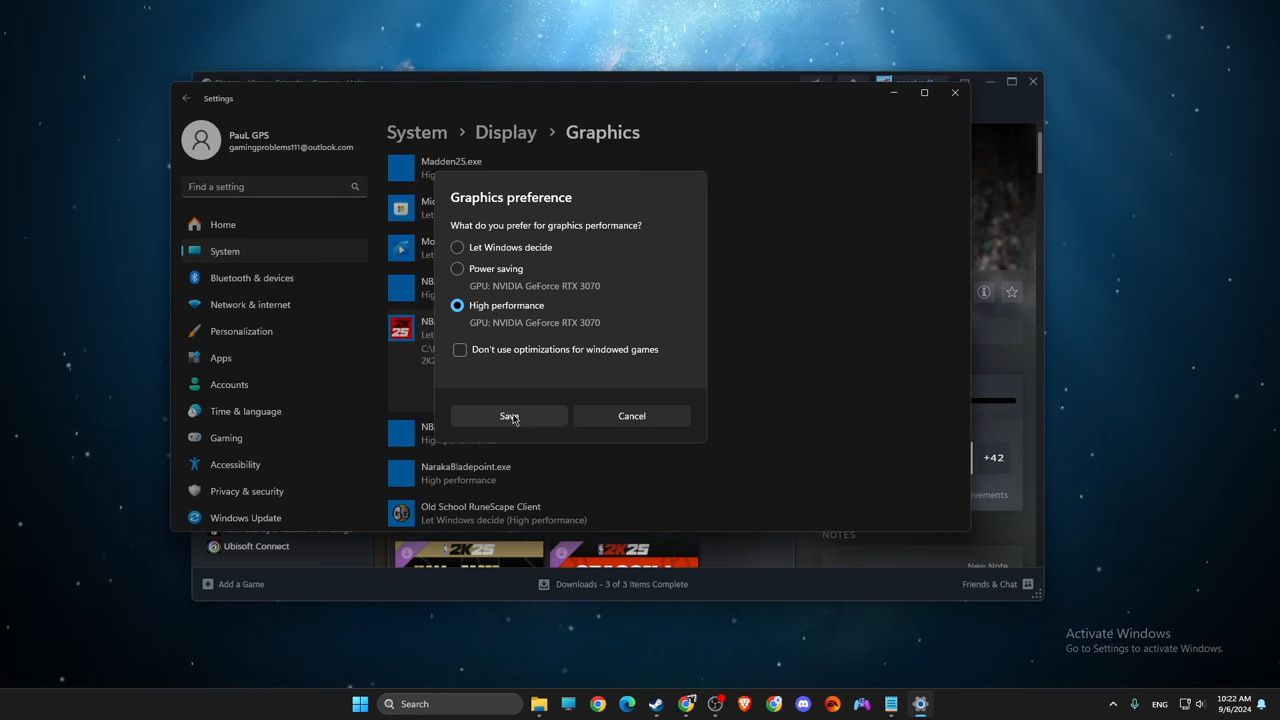 Settings
PauL GPS
gamingproblems111@outlook.com
Find a setting
Home
System
Bluetooth & devices
Network & internet
Personalization
Apps
Accounts
Time & language
Gaming
Accessibility
Privacy & security
Windows Update
System > Display > Graphics
Madden25.exe
Graphics preference
What do you prefer for graphics performance?
Let Windows decide
Power saving
GPU: NVIDIA GeForce RTX 3070
High performance
GPU: NVIDIA GeForce RTX 3070
Don't use optimizations for windowed games
Save
Cancel
25
NarakaBladepoint.exe
High performance
Old School RuneScape Client
Let Windows decide (High performance)
+42
NOTES
New Note
Ubisoft Connect
2K25
2K25
Add a Game
Downloads - 3 of 3 Items Complete
Friends & Chat
Activate Windows
Go to Settings to activate Windows.
Search
ENG
10:22 AM
9/6/2024